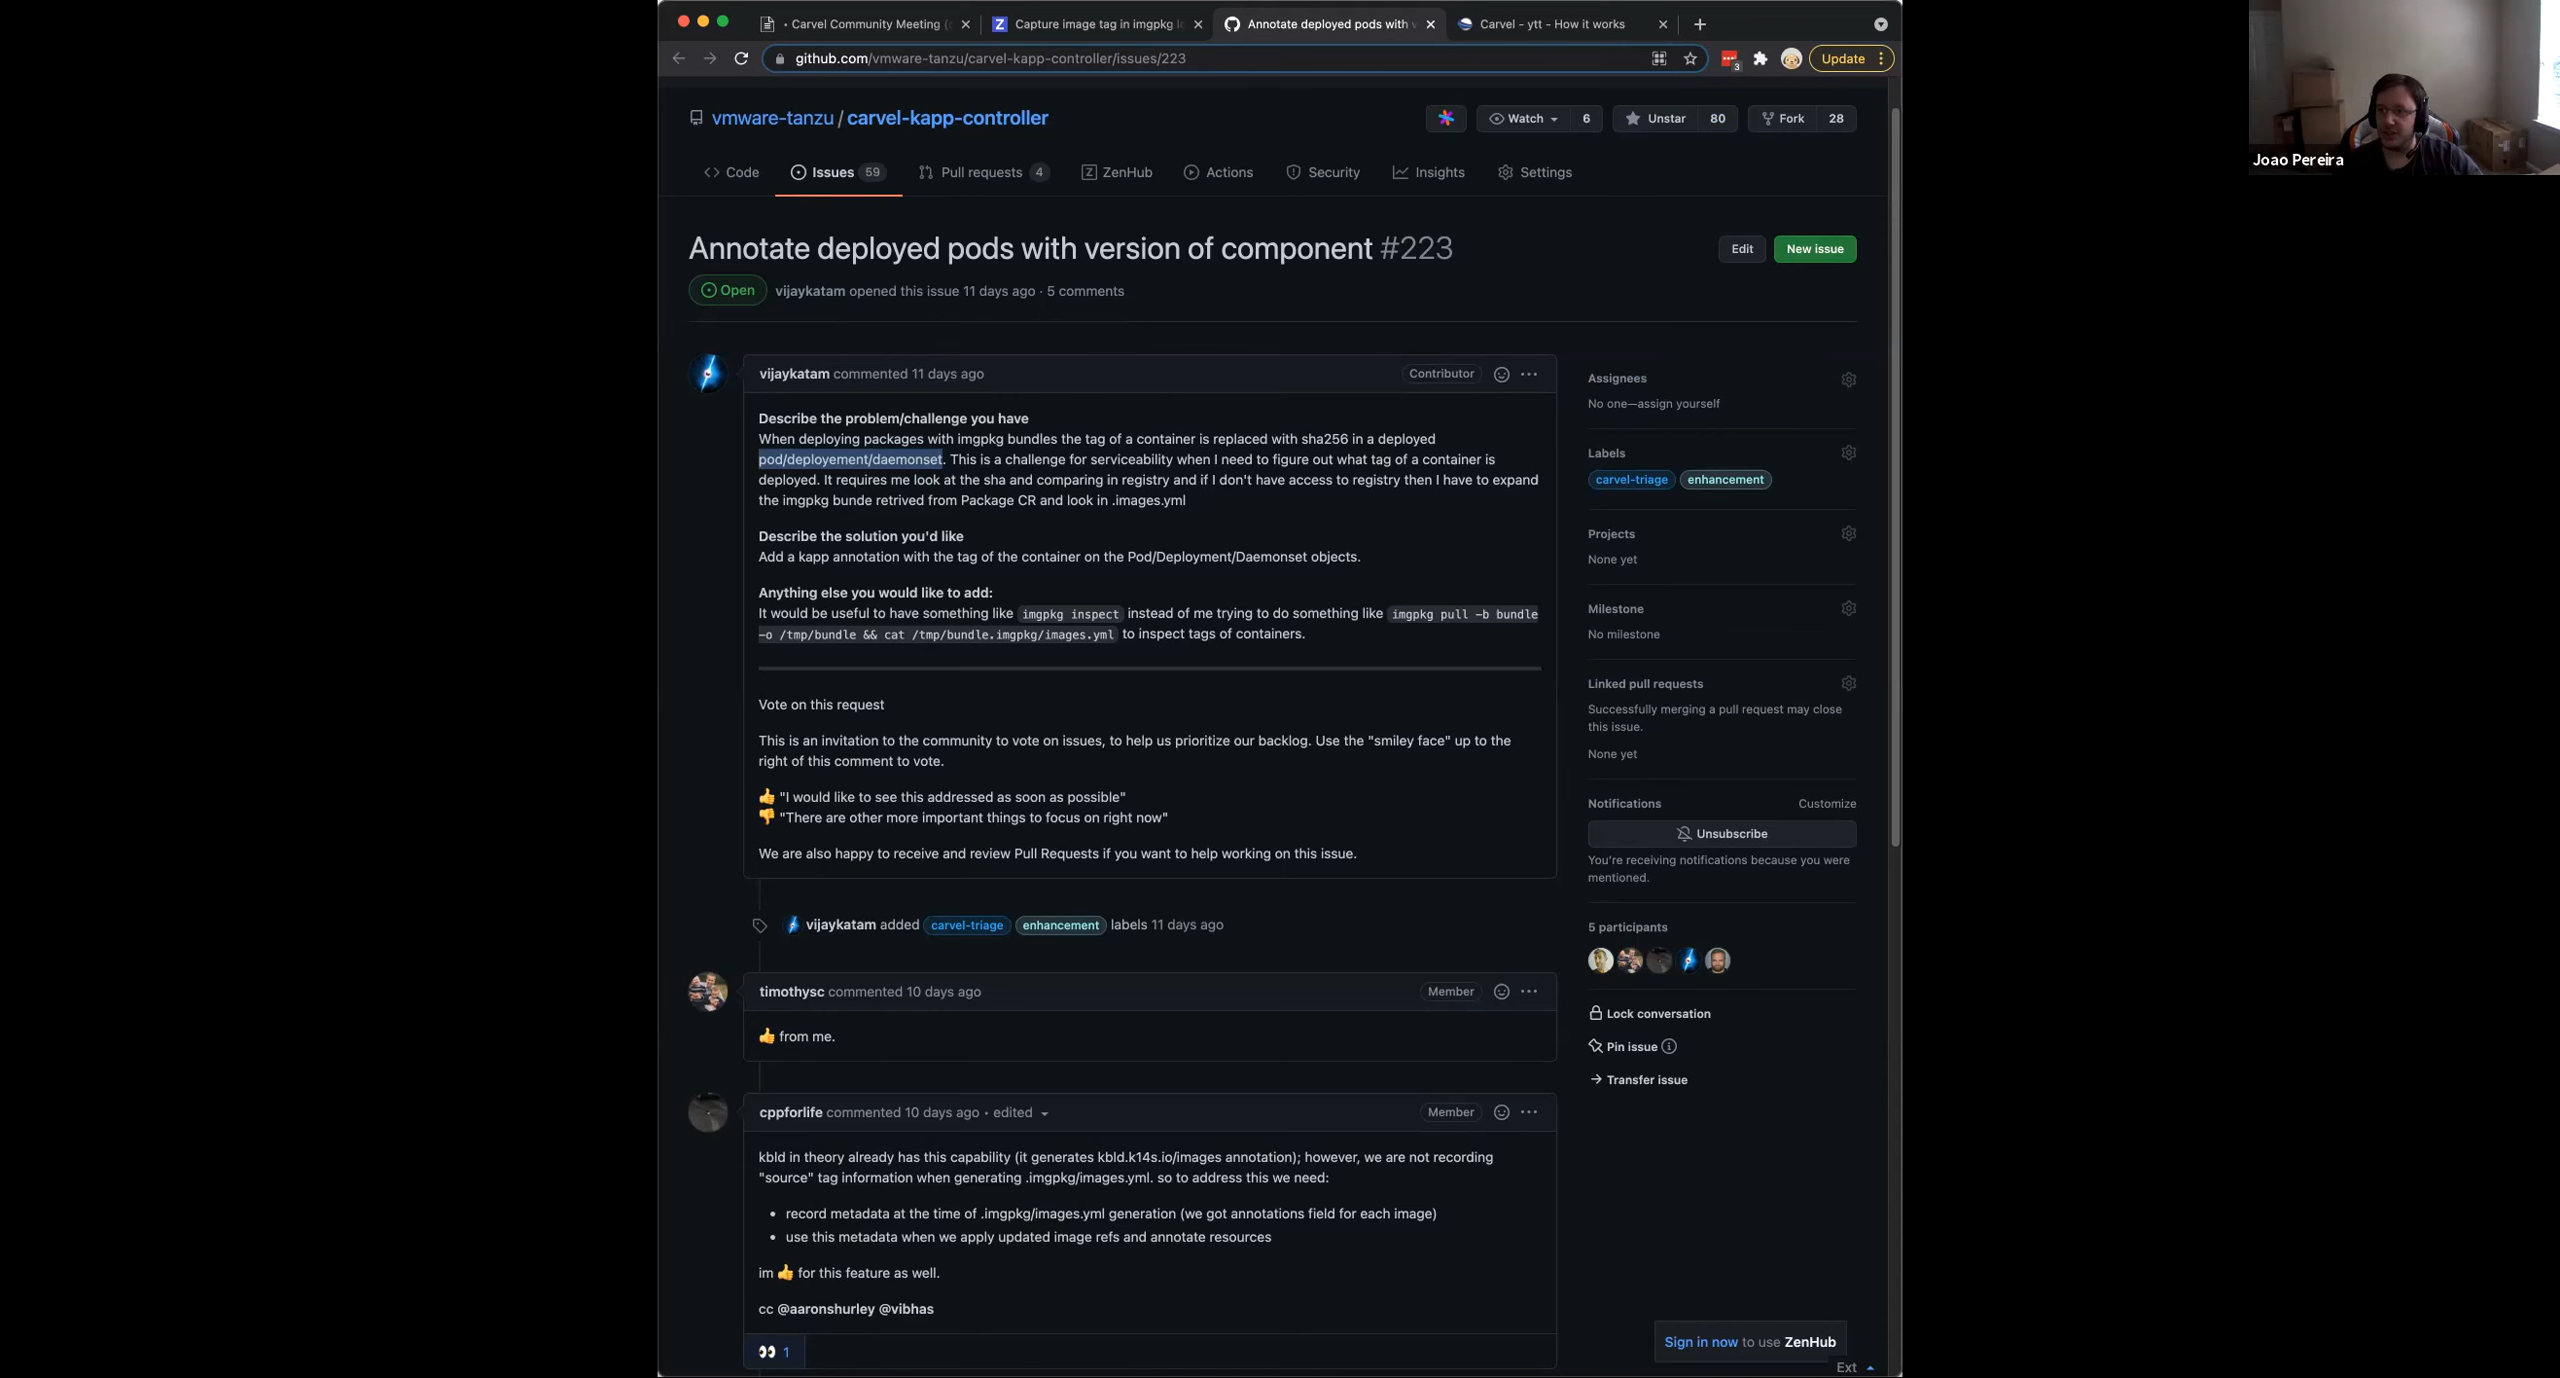 · Carvel Community Meeting (
Capture image tag in imgpkg l
Annotate deployed pods with
Carvel - ytt - How it works
github.com/vmware-tanzu/carvel-kapp-controller/issues/223
3
Update
vmware-tanzu / carvel-kapp-controller
Watch 6
Unstar 80
Fork 28
Code
Issues 59
Pull requests 4
ZenHub
Actions
Security
Insights
Settings
Annotate deployed pods with version of component #223
Edit
New issue
Open
vijaykatam opened this issue 11 days ago · 5 comments
vijaykatam commented 11 days ago
Contributor
Describe the problem/challenge you have
When deploying packages with imgpkg bundles the tag of a container is replaced with sha256 in a deployed
pod/deployement/daemonset. This is a challenge for serviceability when I need to figure out what tag of a container is
deployed. It requires me look at the sha and comparing in registry and if I don't have access to registry then I have to expand
the imgpkg bunde retrived from Package CR and look in .images.yml
Describe the solution you'd like
Add a kapp annotation with the tag of the container on the Pod/Deployment/Daemonset objects.
Anything else you would like to add:
It would be useful to have something like imgpkg inspect instead of me trying to do something like imgpkg pull -b bundle
-o /tmp/bundle && cat /tmp/bundle.imgpkg/images.yml to inspect tags of containers.
Vote on this request
This is an invitation to the community to vote on issues, to help us prioritize our backlog. Use the "smiley face" up to the
right of this comment to vote.
👍 "I would like to see this addressed as soon as possible"
👎 "There are other more important things to focus on right now"
We are also happy to receive and review Pull Requests if you want to help working on this issue.
vijaykatam added carvel-triage enhancement labels 11 days ago
timothysc commented 10 days ago
Member
👍 from me.
cppforlife commented 10 days ago · edited
Member
kbld in theory already has this capability (it generates kbld.k14s.io/images annotation); however, we are not recording
"source" tag information when generating .imgpkg/images.yml. so to address this we need:
• record metadata at the time of .imgpkg/images.yml generation (we got annotations field for each image)
• use this metadata when we apply updated image refs and annotate resources
im 👍 for this feature as well.
cc @aaronshurley @vibhas
👀 1
Assignees
No one—assign yourself
Labels
carvel-triage
enhancement
Projects
None yet
Milestone
No milestone
Linked pull requests
Successfully merging a pull request may close
this issue.
None yet
Notifications
Customize
Unsubscribe
You're receiving notifications because you were
mentioned.
5 participants
Lock conversation
Pin issue
Transfer issue
Sign in now to use ZenHub
Ext
Joao Pereira